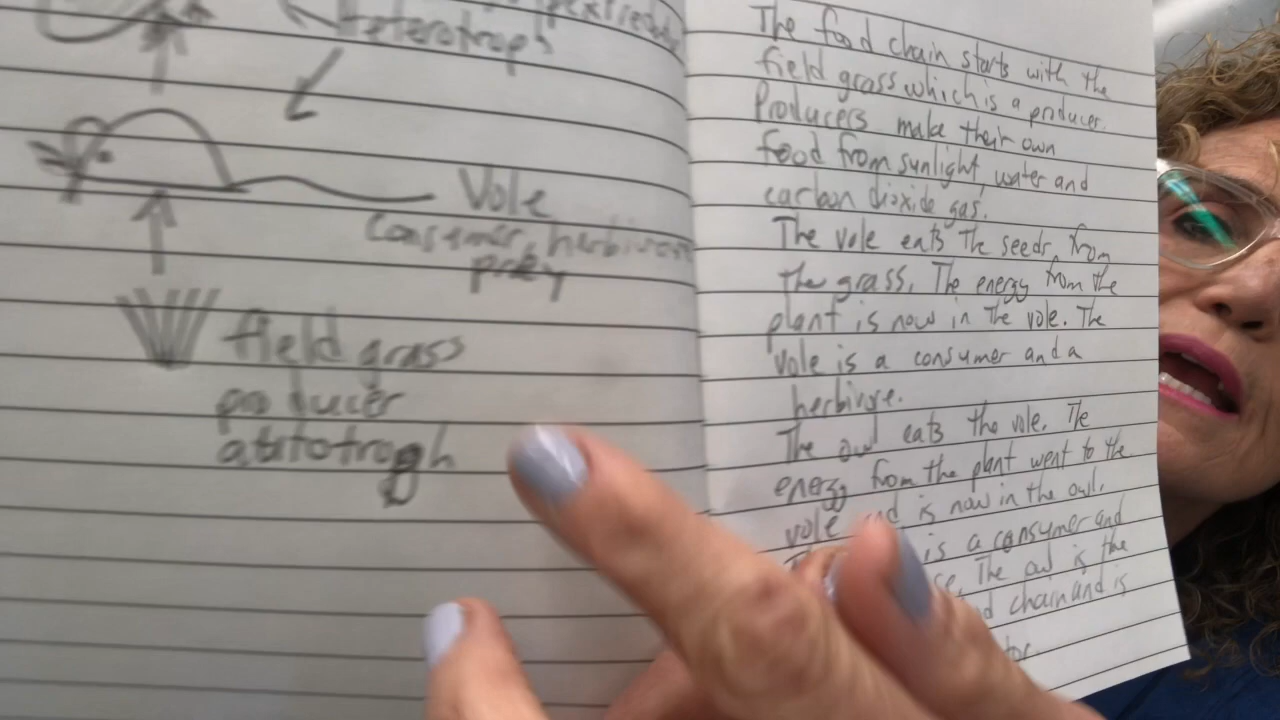 Heterotroph
Vole
Consumer, herbivore
prey
field grass
producer
autotroph
The food chain starts with the
field grass which is a producer.
Producers make their own
food from sunlight, water and
carbon dioxide gas.
The vole eats the seeds from
the grass. The energy from the
plant is now in the vole. The
vole is a consumer and a
herbivore.
The owl eats the vole. The
energy from the plant went to the
vole and is now in the owl.
is a consumer and
The owl is the
chain and is